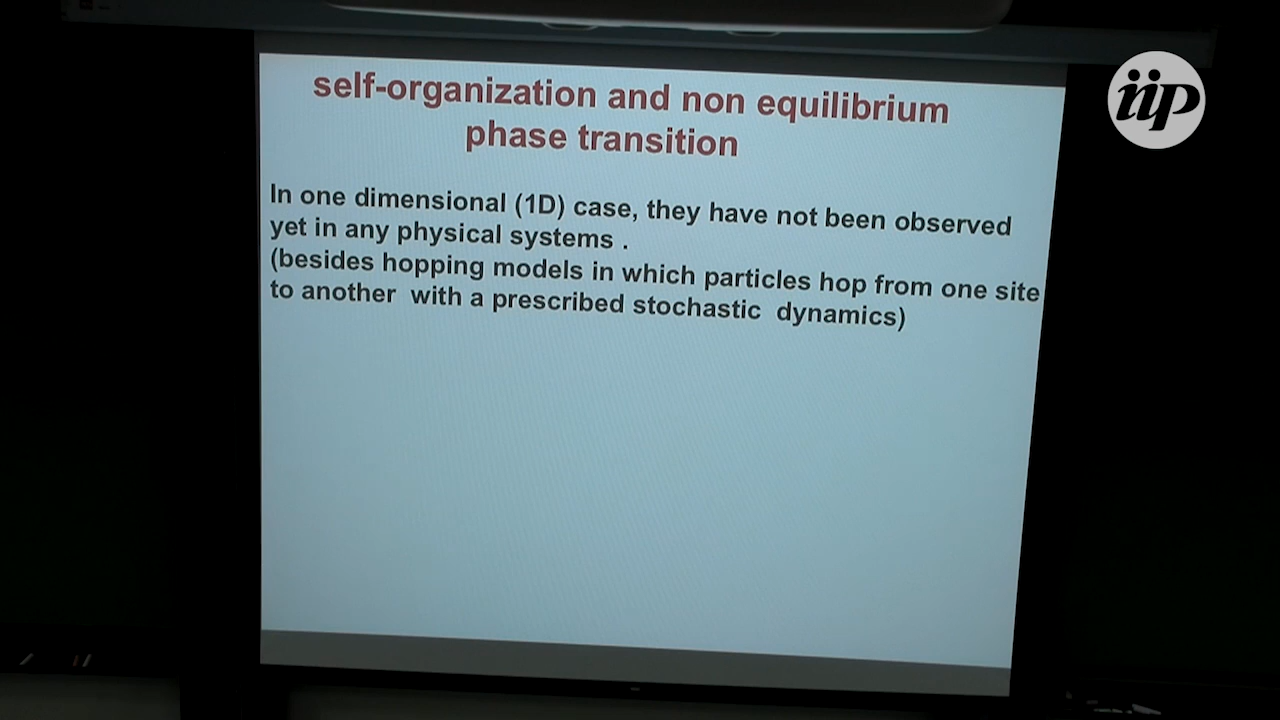 self-organization and non equilibrium
phase transition
In one dimensional (1D) case, they have not been observed
yet in any physical systems .
(besides hopping models in which particles hop from one site
to another with a prescribed stochastic dynamics)
iip